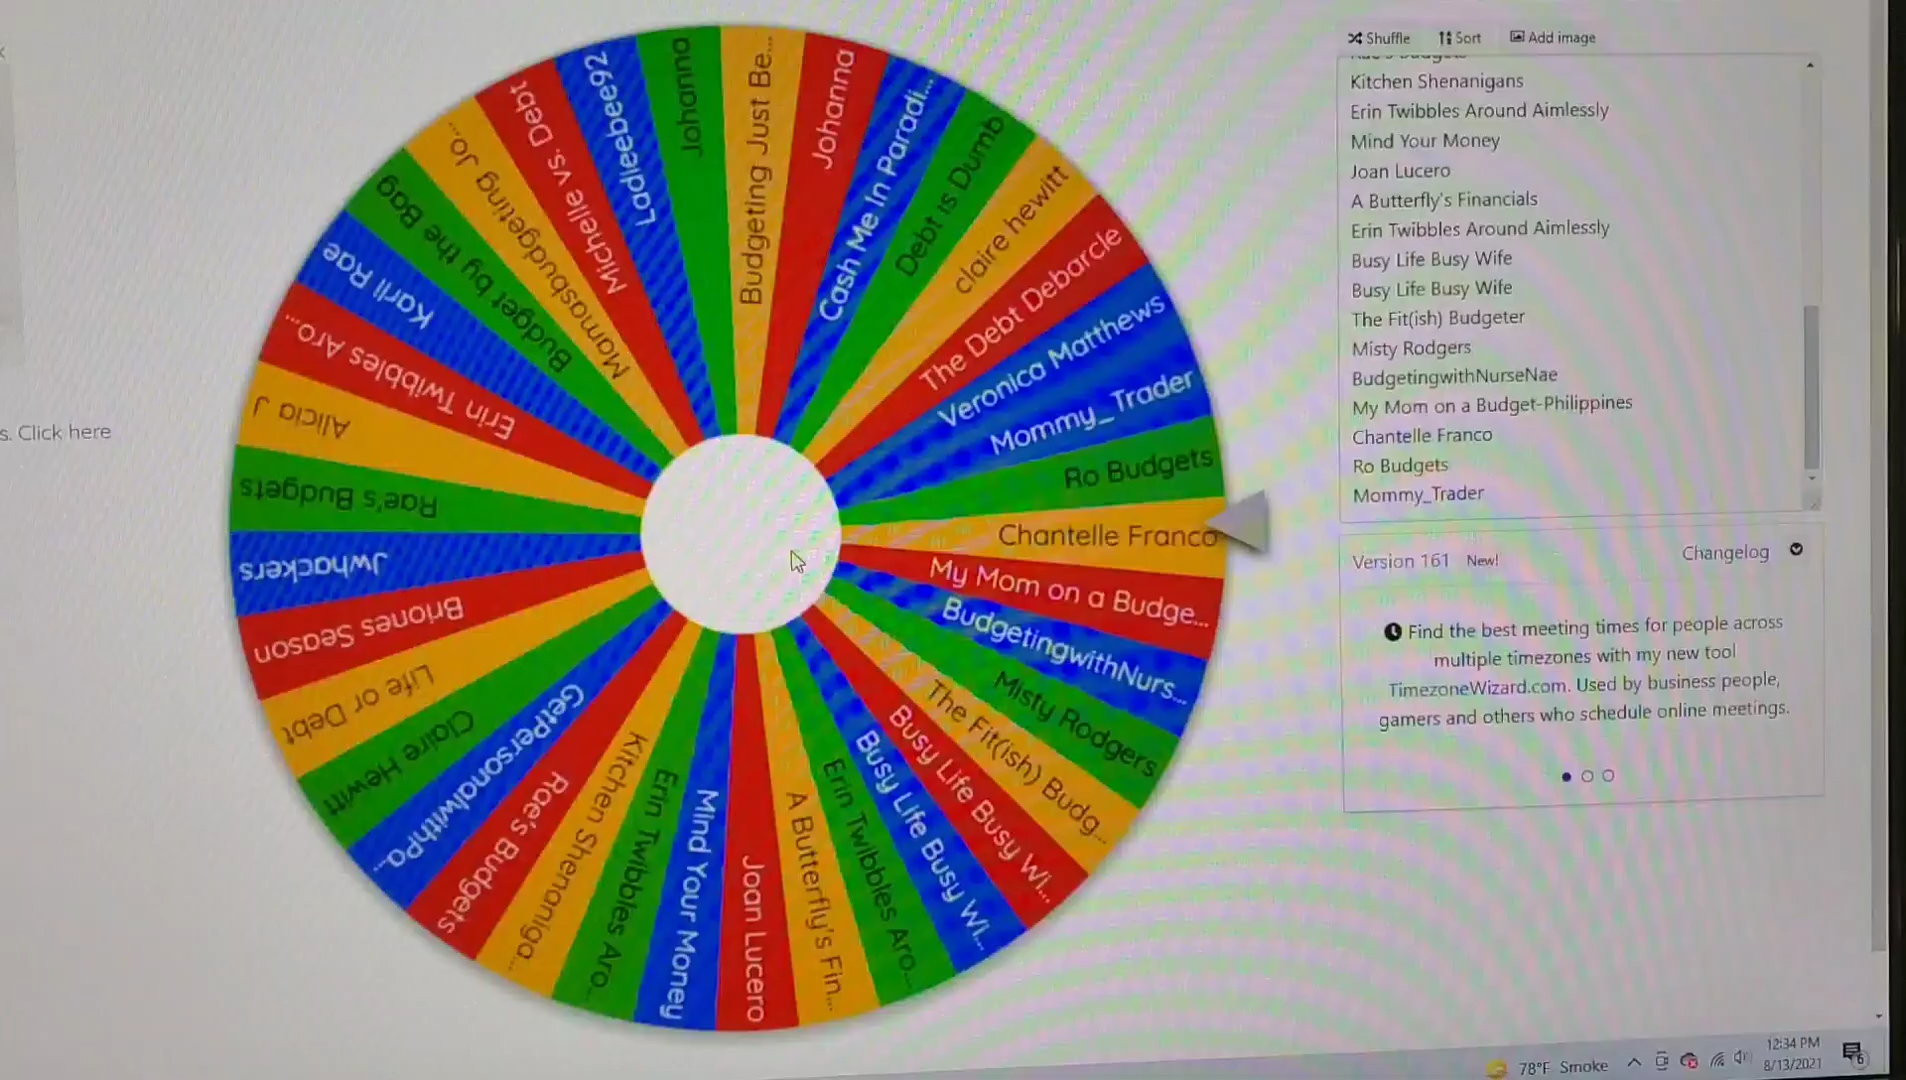 s. Click here
Johanna
Budgeting Just Be...
Johanna
Cash Me In Paradi...
Debt is Dumb
claire hewitt
The Debt Debarcle
Veronica Matthews
Mommy_Trader
Ro Budgets
Chantelle Franco
My Mom on a Budge...
BudgetingwithNurs...
Misty Rodgers
The Fit(ish) Budg...
Busy Life Busy Wi...
Busy Life Busy Wi...
Erin Twibbles Aro...
A Butterfly's Fin...
Joan Lucero
Mind Your Money
Erin Twibbles Aro...
Kitchen Sheniga...
Rae's Budgets
GetPersonalwithPa...
Claire Hewitt
Life or Debt
Briones Season
Jwhackers
Rae's Budgets
Alicia J
Erin Twibbles Aro...
Karli Rae
Budget by the Bag
Mamasbudgeting Jo...
Michelle vs. Debt
Ladieebeee92
Shuffle Sort Add image
Kitchen Shenanigans
Erin Twibbles Around Aimlessly
Mind Your Money
Joan Lucero
A Butterfly's Financials
Erin Twibbles Around Aimlessly
Busy Life Busy Wife
Busy Life Busy Wife
The Fit(ish) Budgeter
Misty Rodgers
BudgetingwithNurseNae
My Mom on a Budget-Philippines
Chantelle Franco
Ro Budgets
Mommy_Trader
Version 161 New! Changelog
Find the best meeting times for people across
multiple timezones with my new tool
TimezoneWizard.com. Used by business people,
gamers and others who schedule online meetings.
78°F Smoke
12:34 PM
8/13/2021
6